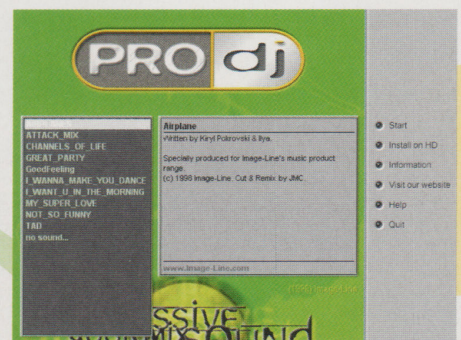 PRO dj
ATTACK_MIX
CHANNELS_OF_LIFE
GREAT_PARTY
GoodFeeling
I_WANNA_MAKE_YOU_DANCE
I_WANT_U_IN_THE_MORNING
MY_SUPER_LOVE
NOT_SO_FUNNY
TAD
no sound...
Airplane
Written by Kiryl Pokrovski & Ilya.
Specially produced for Image-Line's music product
range.
(c) 1998 Image-Line. Cut & Remix by JMC.
www.Image-Line.com
Start
Install on HD
Information
Visit our website
Help
Quit
SOUND